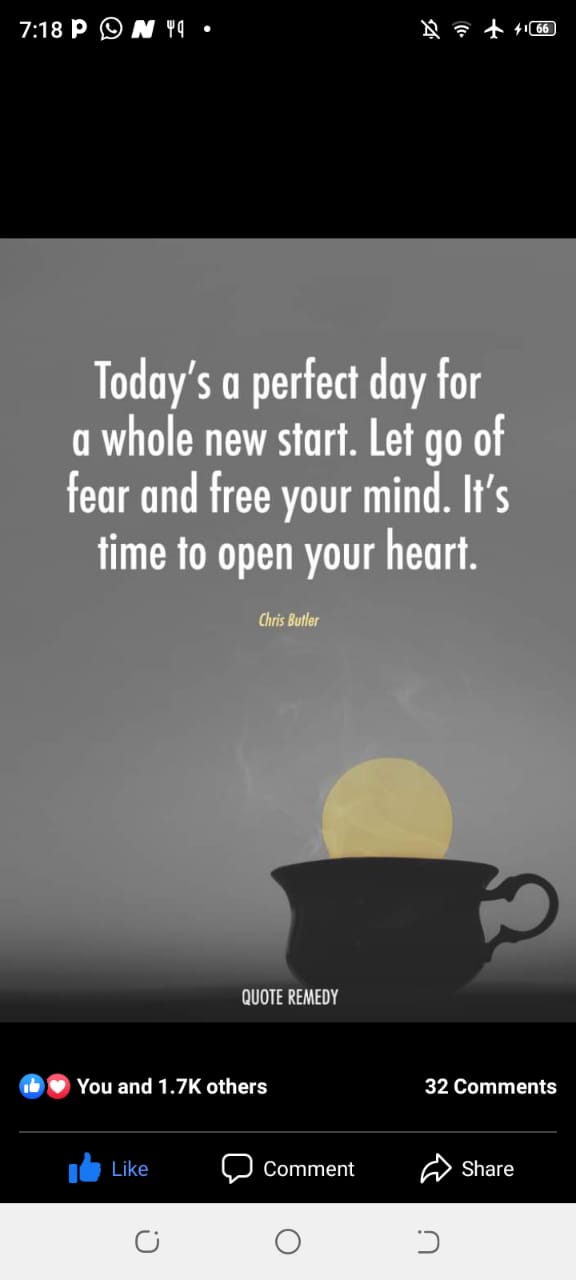 7:18
66
Today's a perfect day for
a whole new start. Let go of
fear and free your mind. It's
time to open your heart.
Chris Butler
QUOTE REMEDY
You and 1.7K others 32 Comments
Like Comment Share